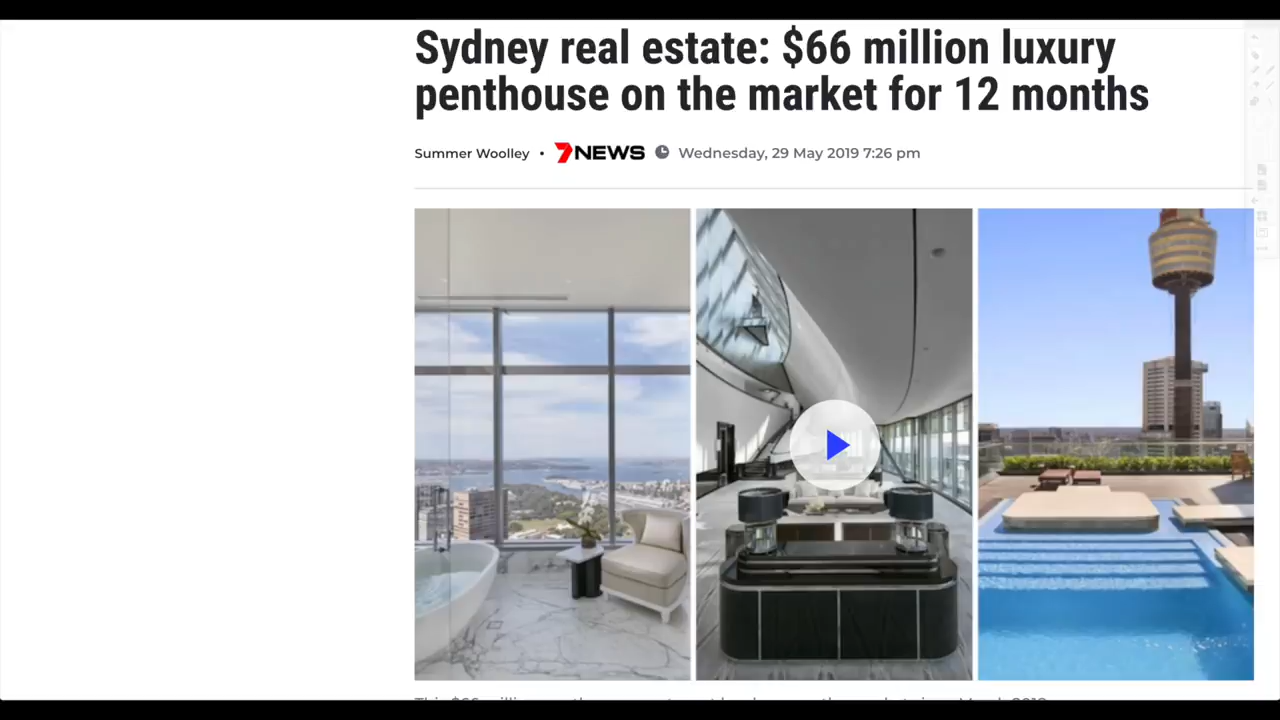 Sydney real estate: $66 million luxury
penthouse on the market for 12 months
Summer Woolley • 7NEWS Wednesday, 29 May 2019 7:26 pm